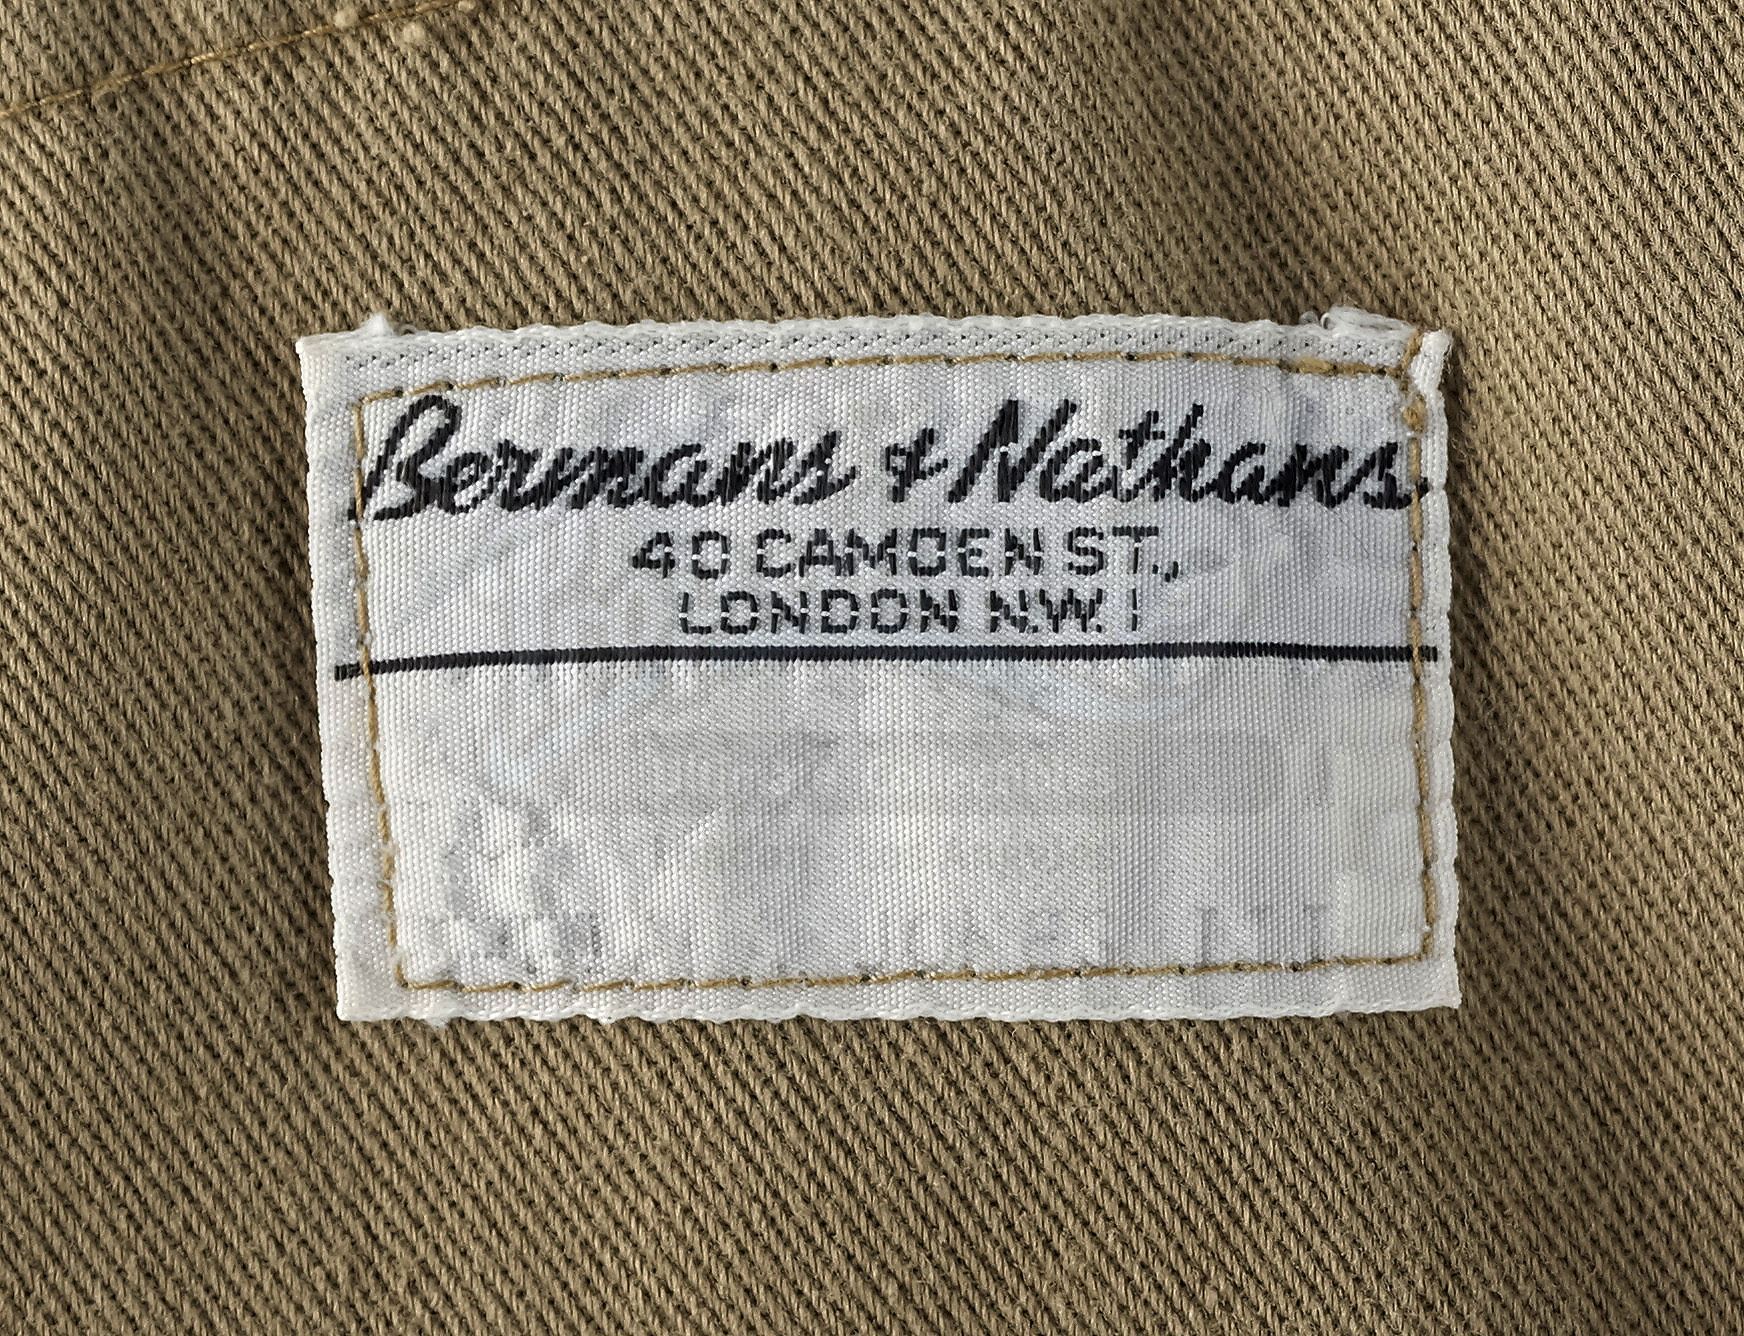 Bermans & Nathans
40 CAMDEN ST.,
LONDON N.W. 1